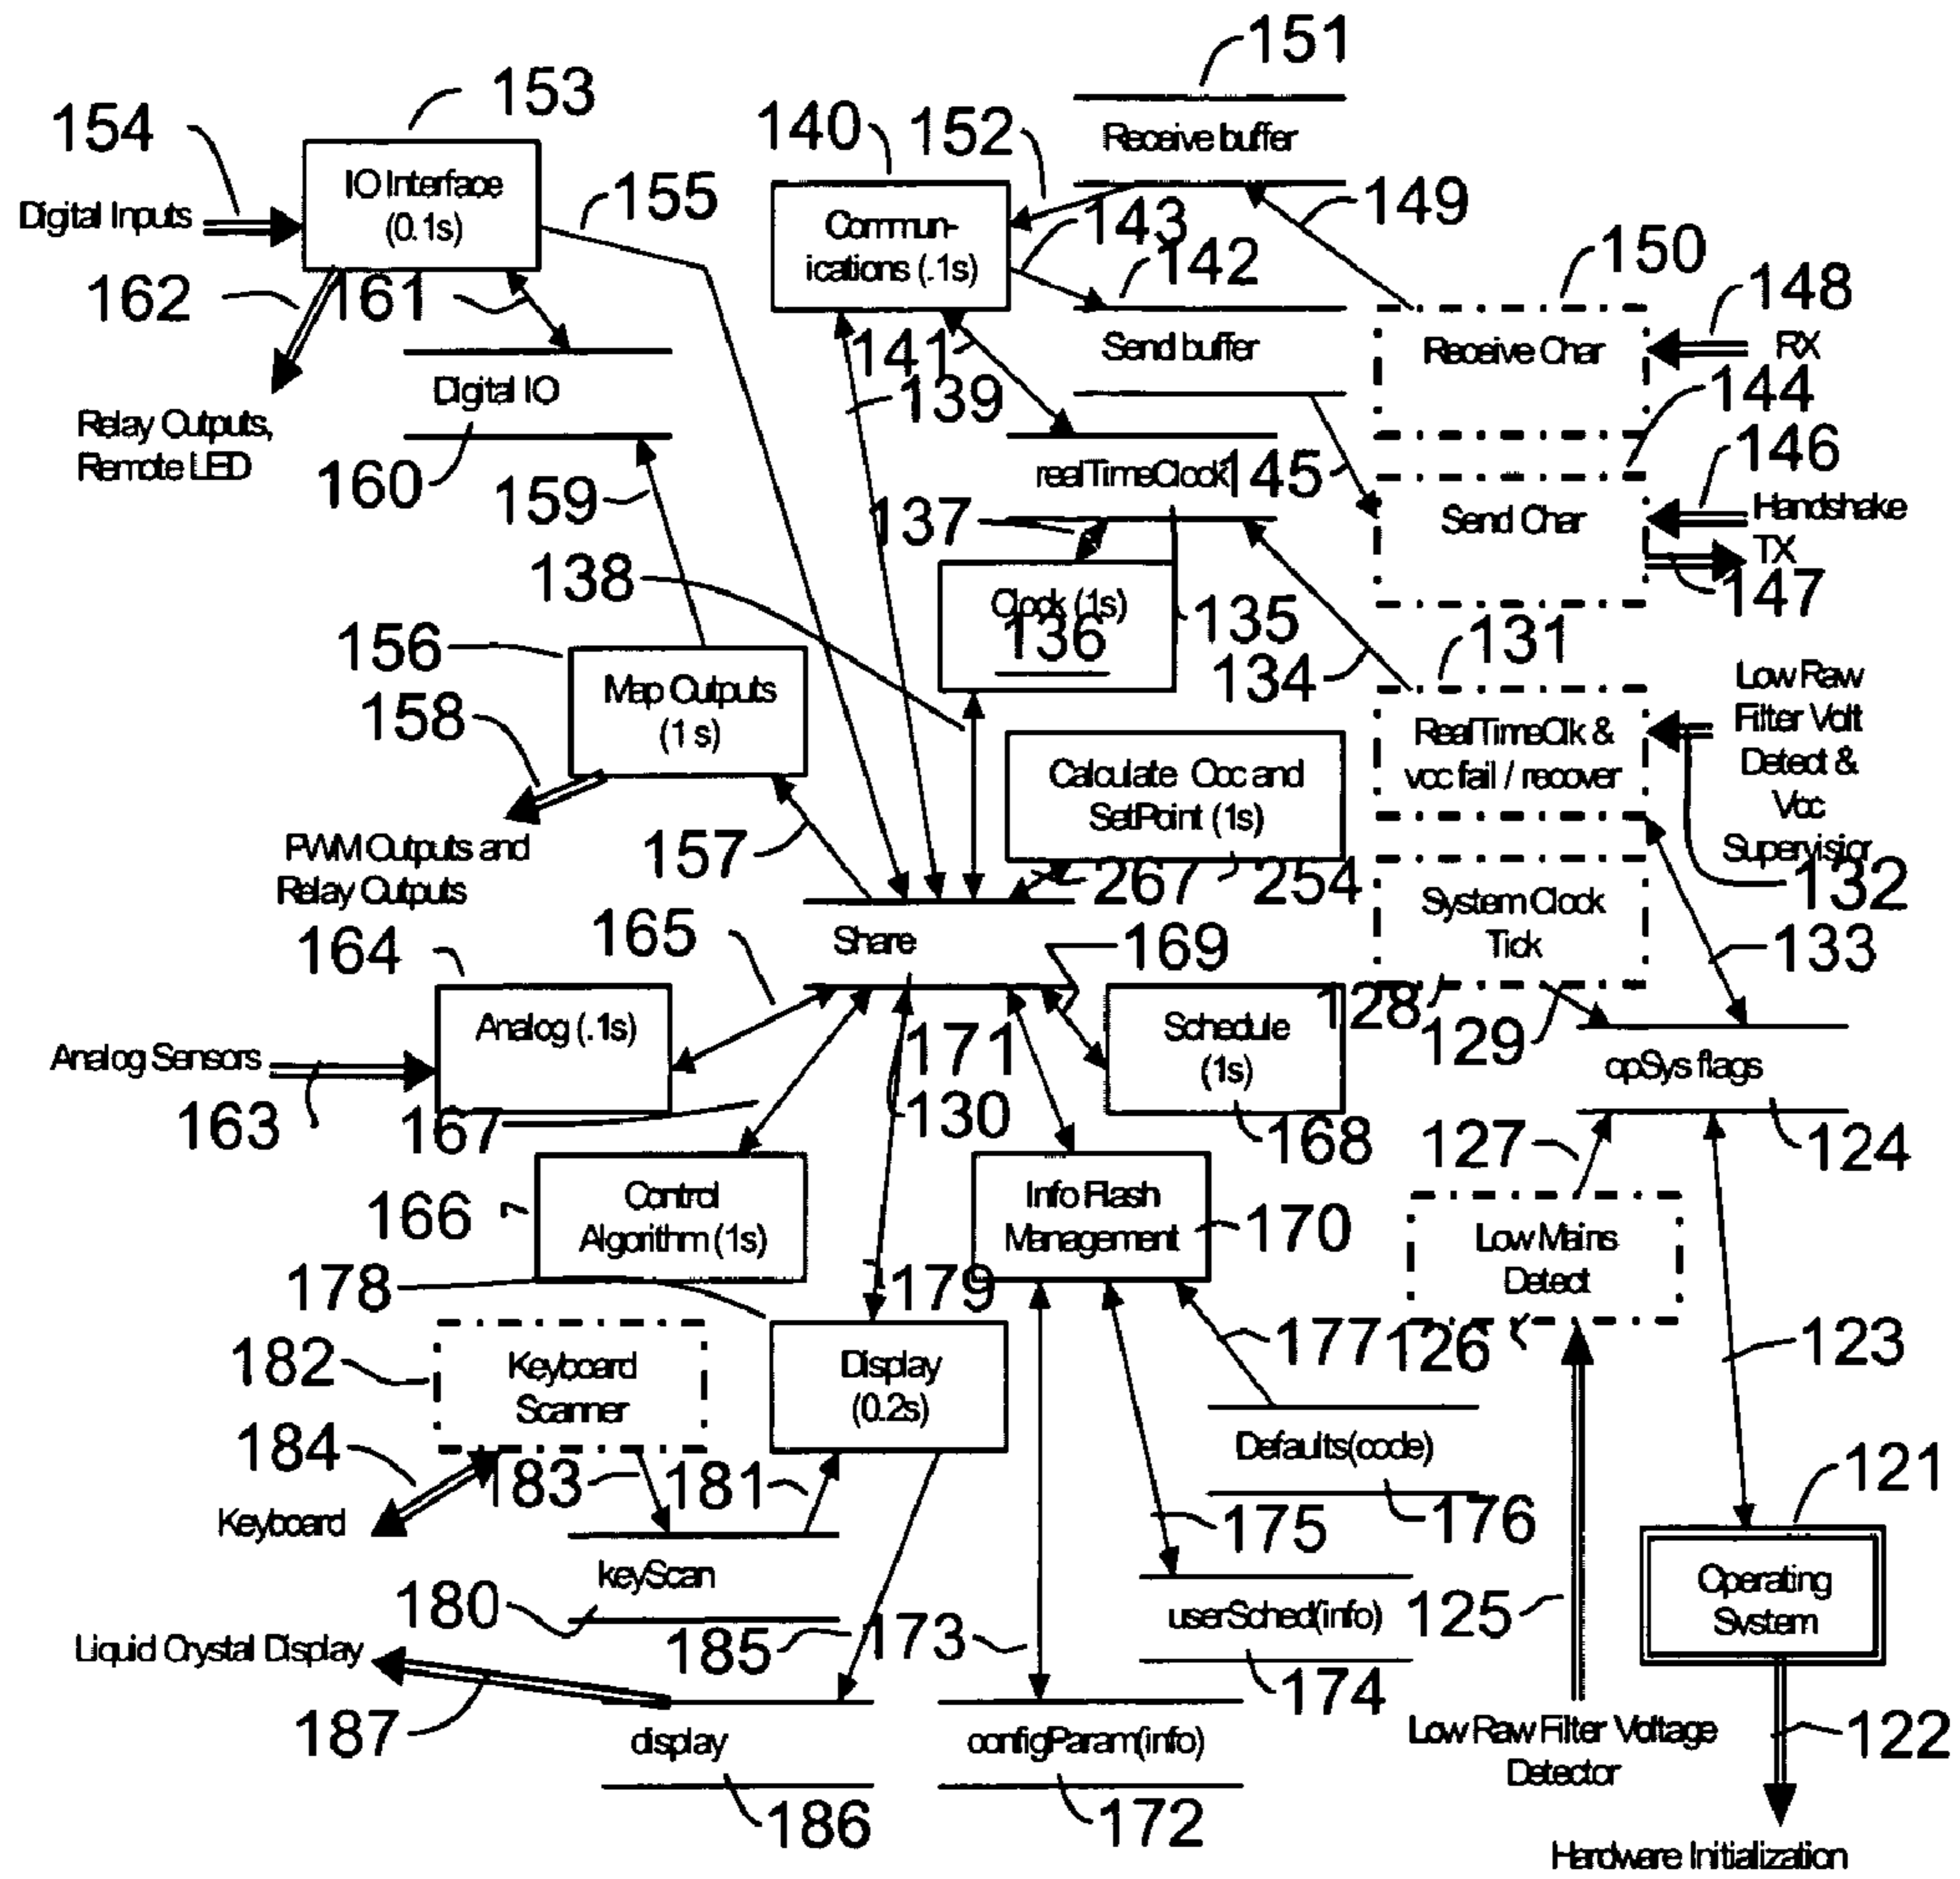 151
153
154
140
152
Receive buffer
IO Interface
(0.1s)
155
149
Digital Inputs
Commun-
ications (.1s)
143
142
150
148
162
161
141
139
Send buffer
Receive Char
RX
144
Digital IO
Relay Outputs,
Remote LED
160
159
realTimeClock
145
146
Handshake
Send Char
TX
147
137
138
Clock (1s)
136
135
134
131
156
Map Outputs
(1 s)
158
Low Raw
Filter Volt
Detect &
Vcc
Supervisior
RealTimeClk &
vcc fail / recover
Calculate Occ and
SetPoint (1s)
157
PWM Outputs and
Relay Outputs
267
254
132
System Clock
Tick
165
164
Share
169
133
128
129
Analog (.1s)
171
Schedule
(1s)
Analog Sensors
opSys flags
163
167
130
168
127
124
166
Control
Algorithm (1s)
Info Flash
Management
170
Low Mains
Detect
178
179
177
126
123
182
Keyboard
Scanner
Display
(0.2s)
184
183
181
Defaults(code)
121
Keyboard
175
176
keyScan
Operating
System
180
userSched(info)
125
Liquid Crystal Display
185
173
174
187
display
configParam(info)
Low Raw Filter Voltage
Detector
122
186
172
Hardware Initialization